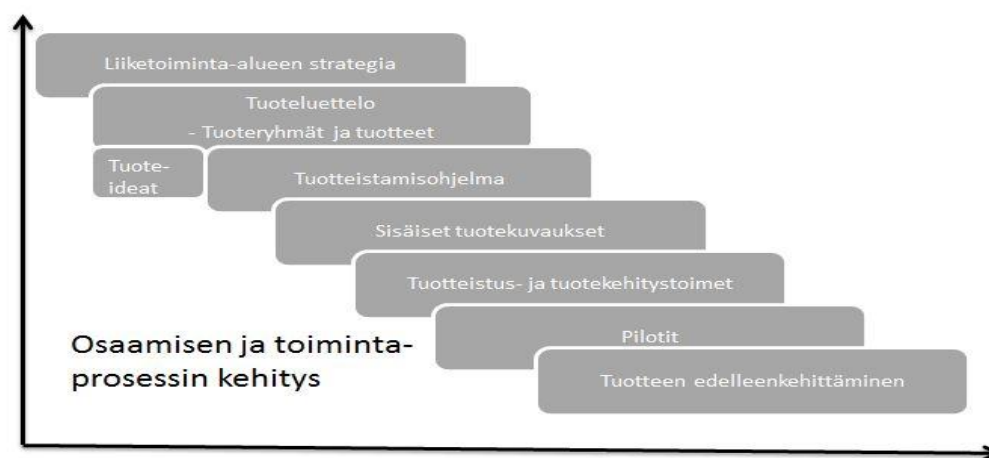 Liiketoiminta-alueen strategia
Tuoteluettelo
- Tuoteryhmät ja tuotteet
Tuote-
ideat
Tuotteistamisohjelma
Sisäiset tuotekuvaukset
Tuotteistus- ja tuotekehitystoimet
Pilotit
Tuotteen edelleenkehittäminen
Osaamisen ja toiminta-
prosessin kehitys